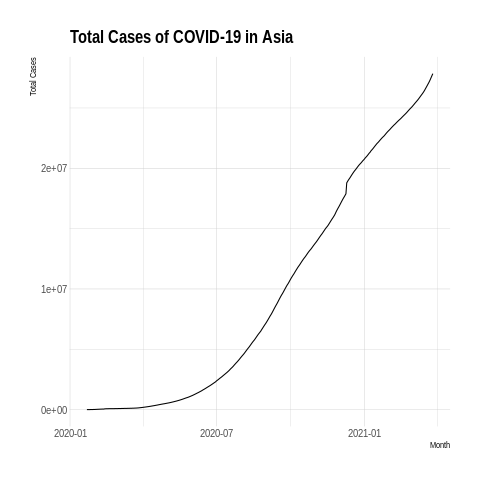 Total Cases of COVID-19 in Asia
Total Cases
2e+07
1e+07
0e+00
2020-01 2020-07 2021-01
Month